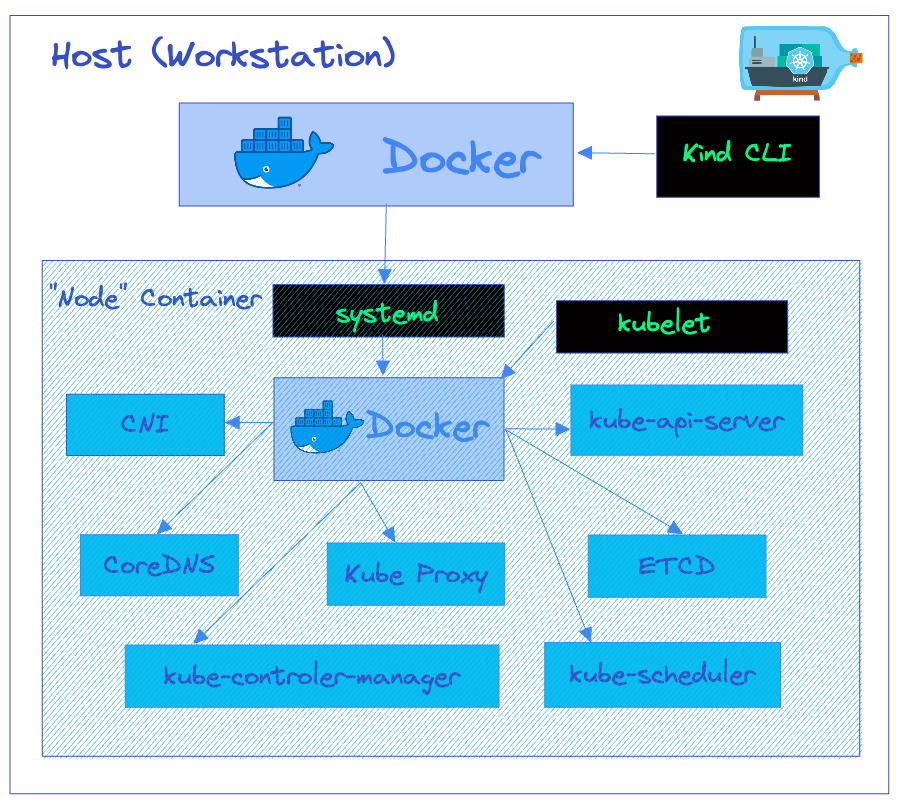 Host (Workstation)
kind
Docker
Kind CLI
"Node" Container
systemd
kubelet
Docker
CNI
kube-api-server
CoreDNS
Kube Proxy
ETCD
kube-controler-manager
kube-scheduler